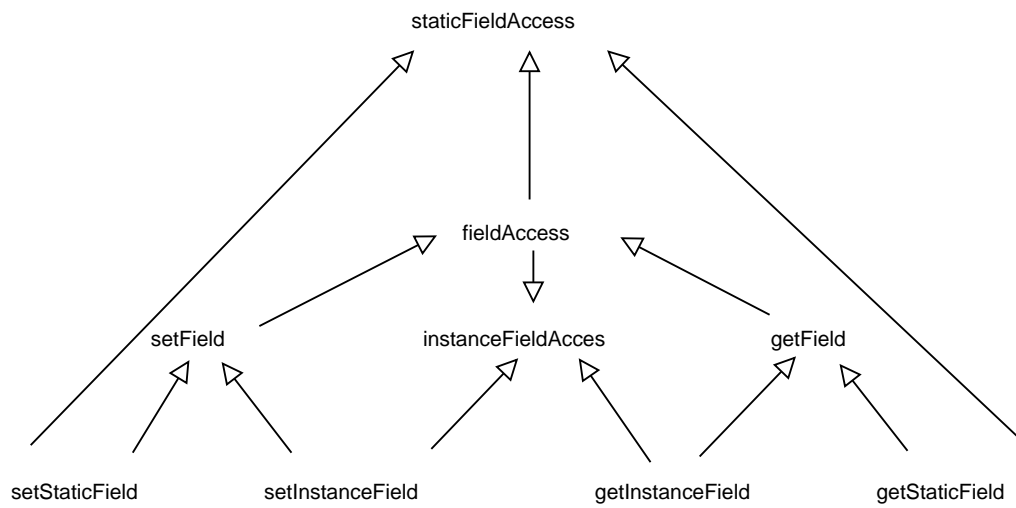 staticFieldAccess
fieldAccess
setField
instanceFieldAcces
getField
setStaticField
setInstanceField
getInstanceField
getStaticField